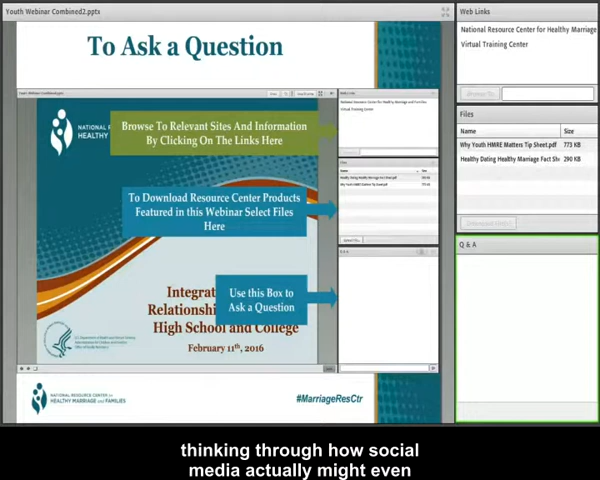 Youth Webinar Combined2.pptx
To Ask a Question
NATIONAL R
HEALTHY
Browse To Relevant Sites And Information
By Clicking On The Links Here
To Download Resource Center Products
Featured in this Webinar Select Files
Here
Use this Box to
Ask a Question
Integrat
Relationsh
High School and College
February 11th, 2016
NATIONAL RESOURCE CENTER for
HEALTHY MARRIAGE and FAMILIES
#MarriageResCtr
Web Links
National Resource Center for Healthy Marriage
Virtual Training Center
Files
Name Size
Why Youth HMRE Matters Tip Sheet.pdf 773 KB
Healthy Dating Healthy Marriage Fact She 290 KB
Q & A
thinking through how social
media actually might even